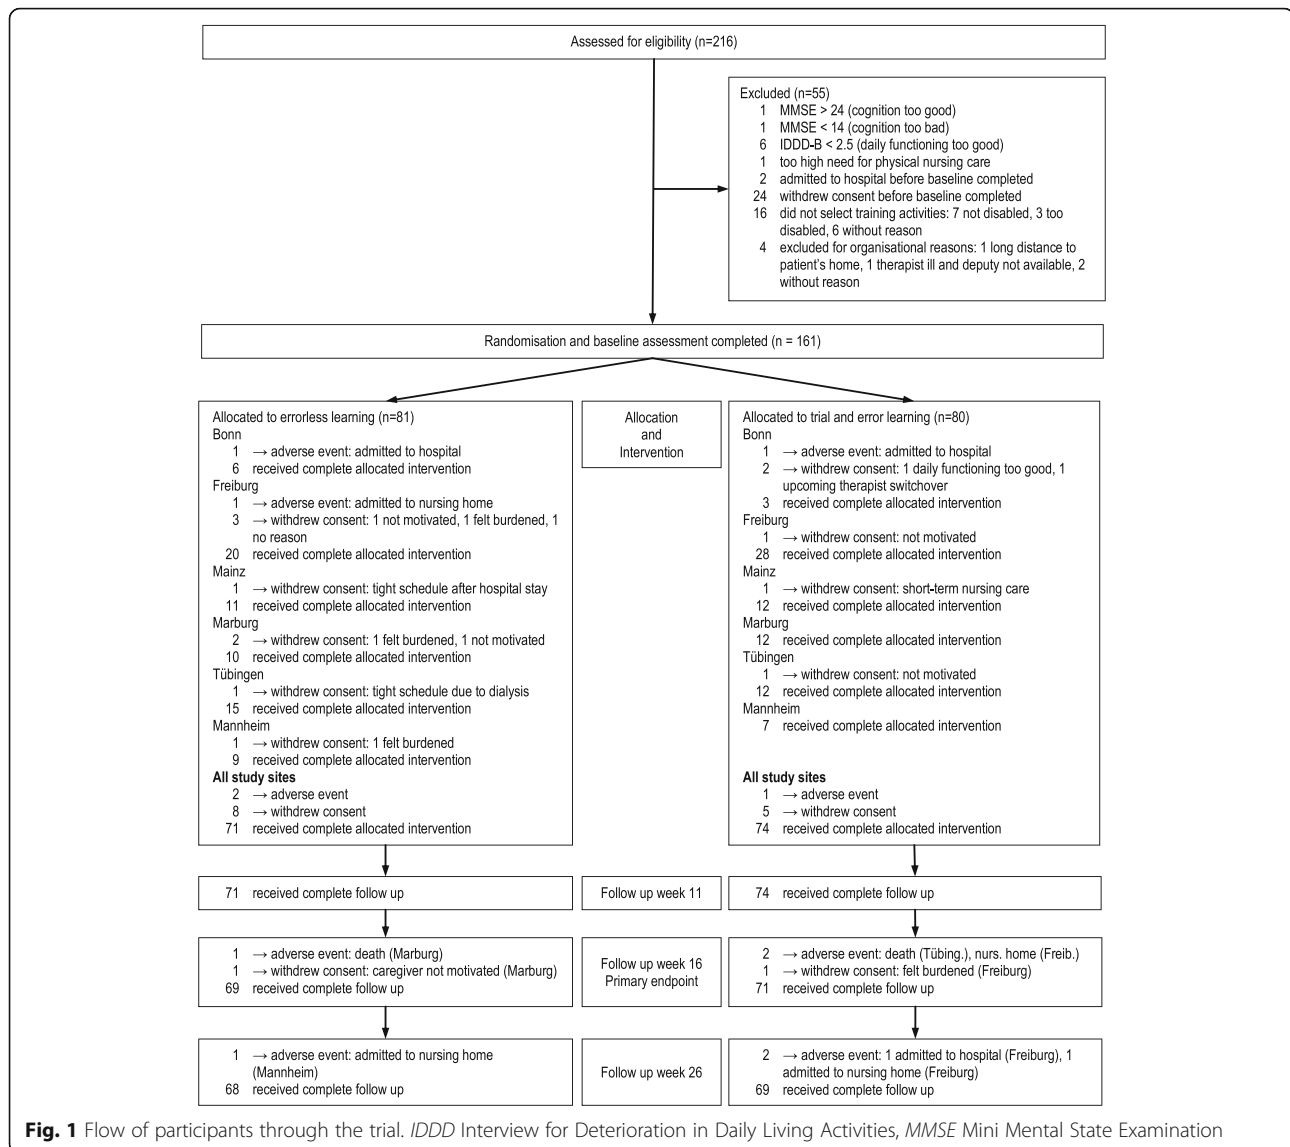 Assessed for eligibility (n=216)
Excluded (n=55)
1 MMSE > 24 (cognition too good)
1 MMSE < 14 (cognition too bad)
6 IDDD-B < 2.5 (daily functioning too good)
1 too high need for physical nursing care
2 admitted to hospital before baseline completed
24 withdrew consent before baseline completed
16 did not select training activities: 7 not disabled, 3 too
disabled, 6 without reason
4 excluded for organisational reasons: 1 long distance to
patient's home, 1 therapist ill and deputy not available, 2
without reason
Randomisation and baseline assessment completed (n = 161)
Allocated to errorless learning (n=81)
Bonn
1 → adverse event: admitted to hospital
6 received complete allocated intervention
Freiburg
1 → adverse event: admitted to nursing home
3 → withdrew consent: 1 not motivated, 1 felt burdened, 1
no reason
20 received complete allocated intervention
Mainz
1 → withdrew consent: tight schedule after hospital stay
11 received complete allocated intervention
Marburg
2 → withdrew consent: 1 felt burdened, 1 not motivated
10 received complete allocated intervention
Tübingen
1 → withdrew consent: tight schedule due to dialysis
15 received complete allocated intervention
Mannheim
1 → withdrew consent: 1 felt burdened
9 received complete allocated intervention
All study sites
2 → adverse event
8 → withdrew consent
71 received complete allocated intervention
Allocation
and
Intervention
Allocated to trial and error learning (n=80)
Bonn
1 → adverse event: admitted to hospital
2 → withdrew consent: 1 daily functioning too good, 1
upcoming therapist switchover
3 received complete allocated intervention
Freiburg
1 → withdrew consent: not motivated
28 received complete allocated intervention
Mainz
1 → withdrew consent: short-term nursing care
12 received complete allocated intervention
Marburg
12 received complete allocated intervention
Tübingen
1 → withdrew consent: not motivated
12 received complete allocated intervention
Mannheim
7 received complete allocated intervention
All study sites
1 → adverse event
5 → withdrew consent
74 received complete allocated intervention
71 received complete follow up
Follow up week 11
74 received complete follow up
1 → adverse event: death (Marburg)
1 → withdrew consent: caregiver not motivated (Marburg)
69 received complete follow up
Follow up week 16
Primary endpoint
2 → adverse event: death (Tübing.), nurs. home (Freib.)
1 → withdrew consent: felt burdened (Freiburg)
71 received complete follow up
1 → adverse event: admitted to nursing home
(Mannheim)
68 received complete follow up
Follow up week 26
2 → adverse event: 1 admitted to hospital (Freiburg), 1
admitted to nursing home (Freiburg)
69 received complete follow up
Fig. 1 Flow of participants through the trial. IDDD Interview for Deterioration in Daily Living Activities, MMSE Mini Mental State Examination